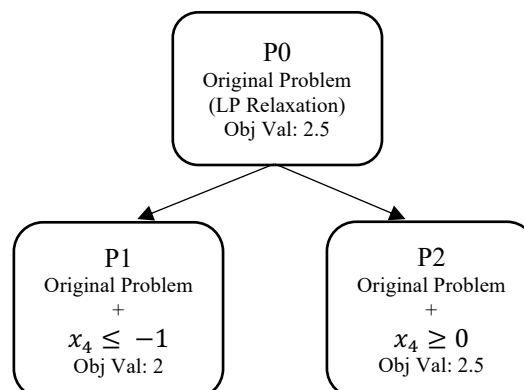 P0
Original Problem
(LP Relaxation)
Obj Val: 2.5
P1
Original Problem
+
𝑥₄ ≤ −1
Obj Val: 2
P2
Original Problem
+
𝑥₄ ≥ 0
Obj Val: 2.5